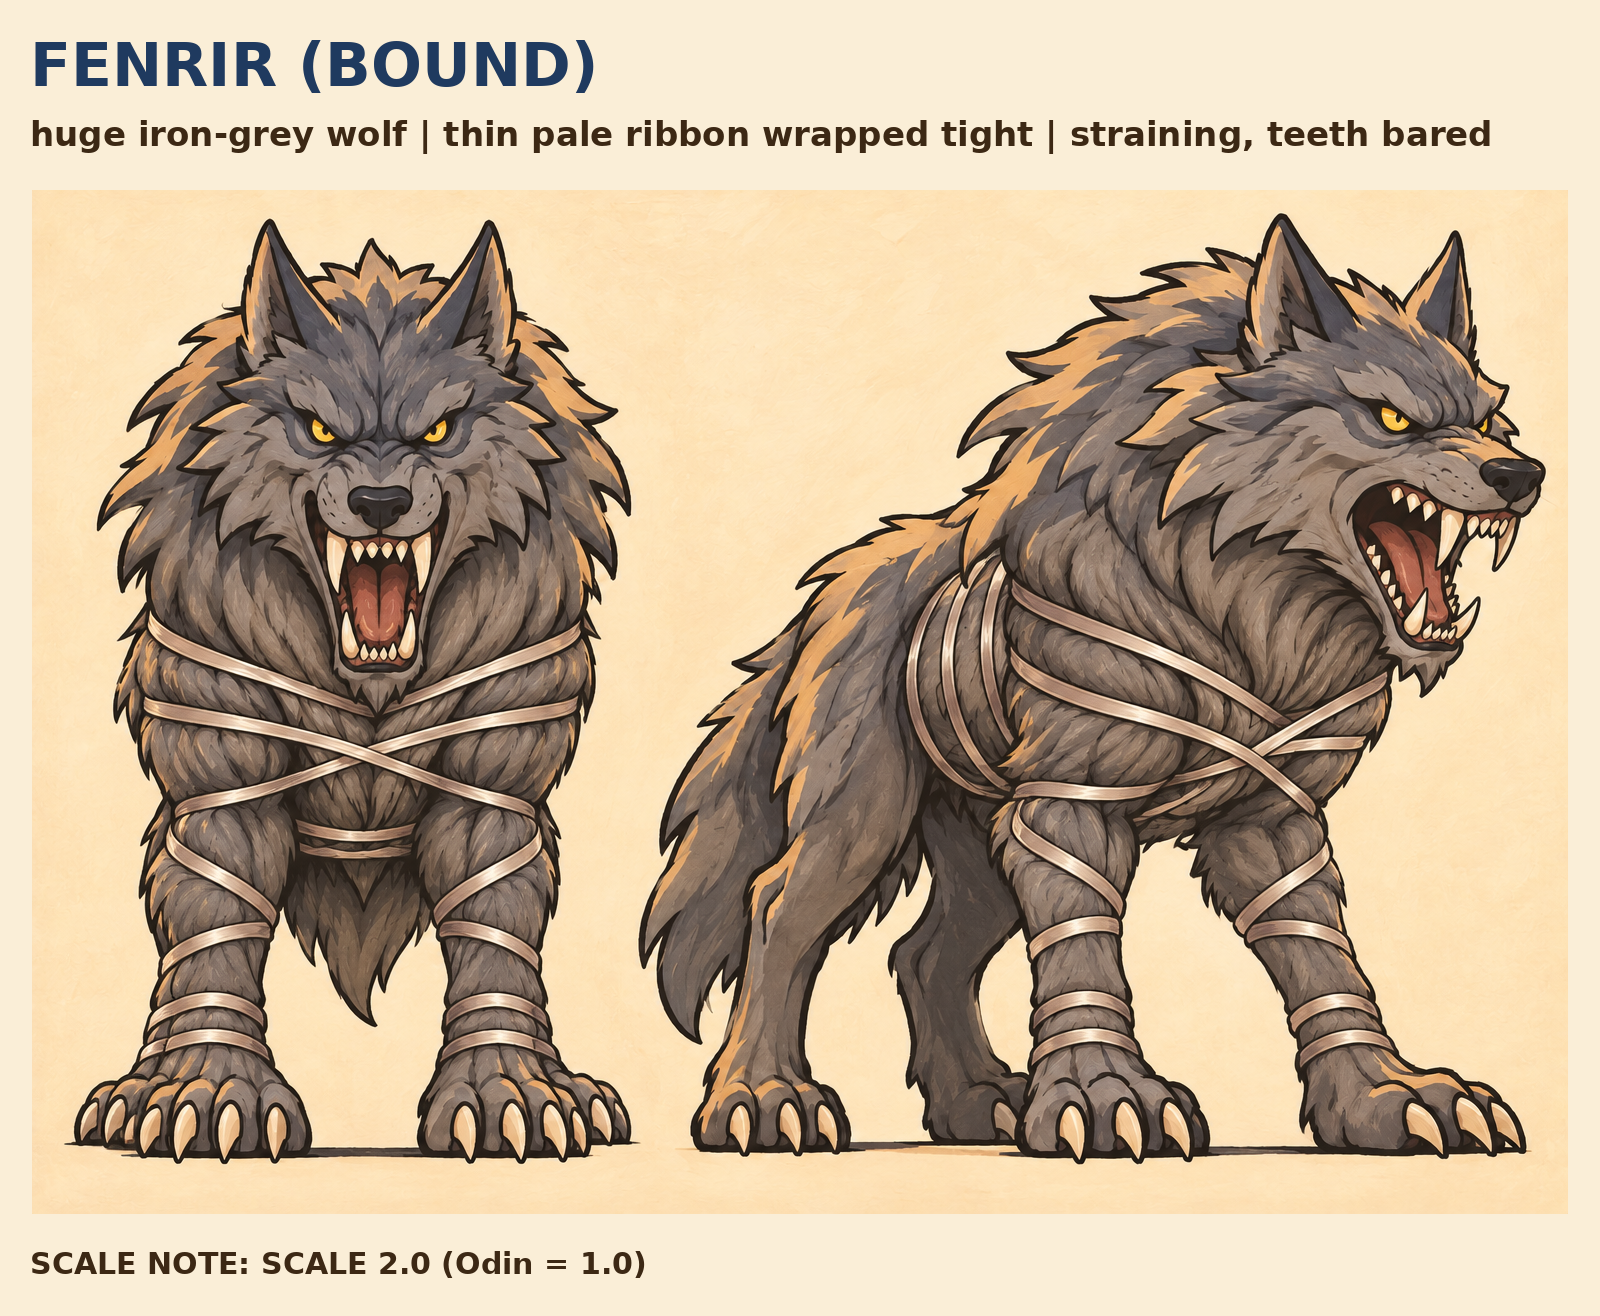 FENRIR (BOUND)
huge iron-grey wolf | thin pale ribbon wrapped tight | straining, teeth bared
SCALE NOTE: SCALE 2.0 (Odin = 1.0)